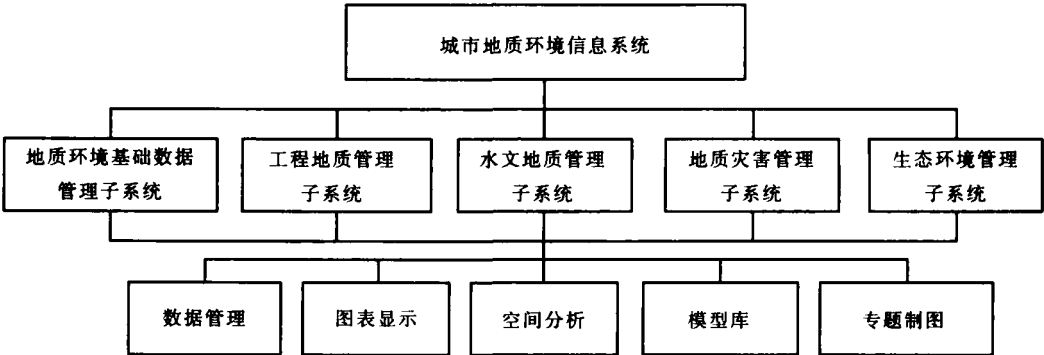 城市地质环境信息系统
地质环境基础数据
管理子系统
工程地质管理
子系统
水文地质管理
子系统
地质灾害管理
子系统
生态环境管理
子系统
数据管理
图表显示
空间分析
模型库
专题制图